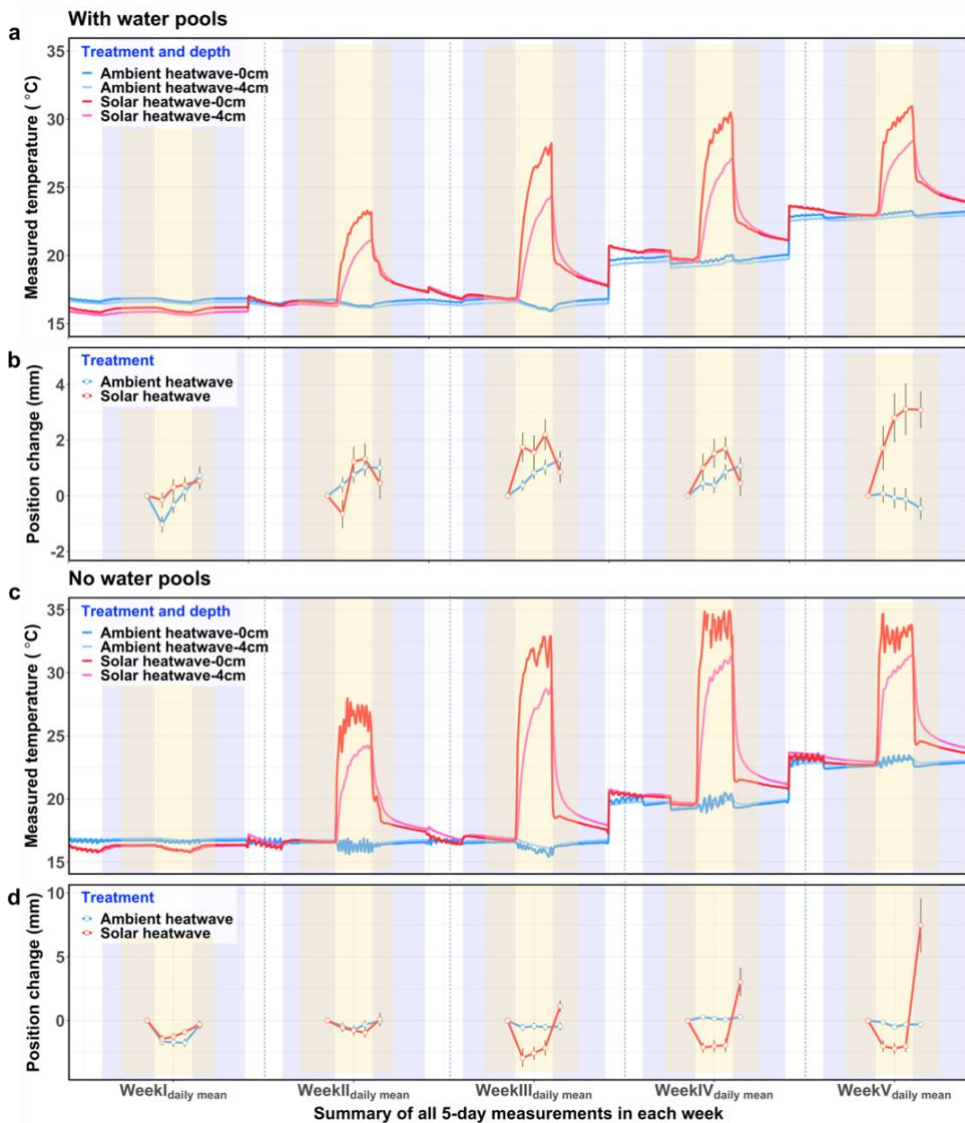 With water pools
a
35
30
25
20
15
Measured temperature ( °C)
Treatment and depth
Ambient heatwave-0cm
Ambient heatwave-4cm
Solar heatwave-0cm
Solar heatwave-4cm
b
4
2
0
-2
Position change (mm)
Treatment
Ambient heatwave
Solar heatwave
No water pools
c
35
30
25
20
15
Measured temperature ( °C)
Treatment and depth
Ambient heatwave-0cm
Ambient heatwave-4cm
Solar heatwave-0cm
Solar heatwave-4cm
d
10
5
0
Position change (mm)
Treatment
Ambient heatwave
Solar heatwave
WeekIdaily mean WeekIIdaily mean WeekIIIdaily mean WeekIVdaily mean WeekVdaily mean
Summary of all 5-day measurements in each week